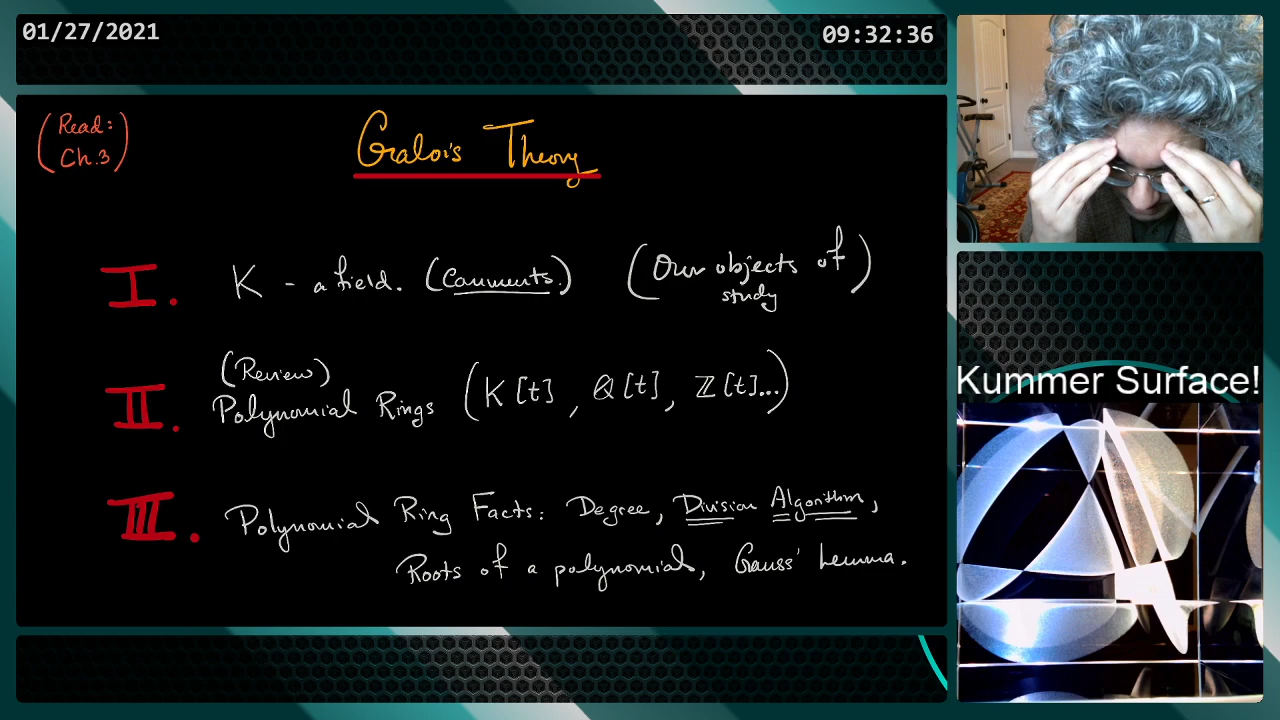 01/27/2021
09:32:36
(Read:
Ch.3)
Galois Theory
I. K - a field. (Comments.) (Our objects of
study)
(Review)
II. Polynomial Rings (K[t], ℚ[t], ℤ[t]...)
III. Polynomial Ring Facts: Degree, Division Algorithm,
Roots of a polynomial, Gauss' Lemma.
Kummer Surface!